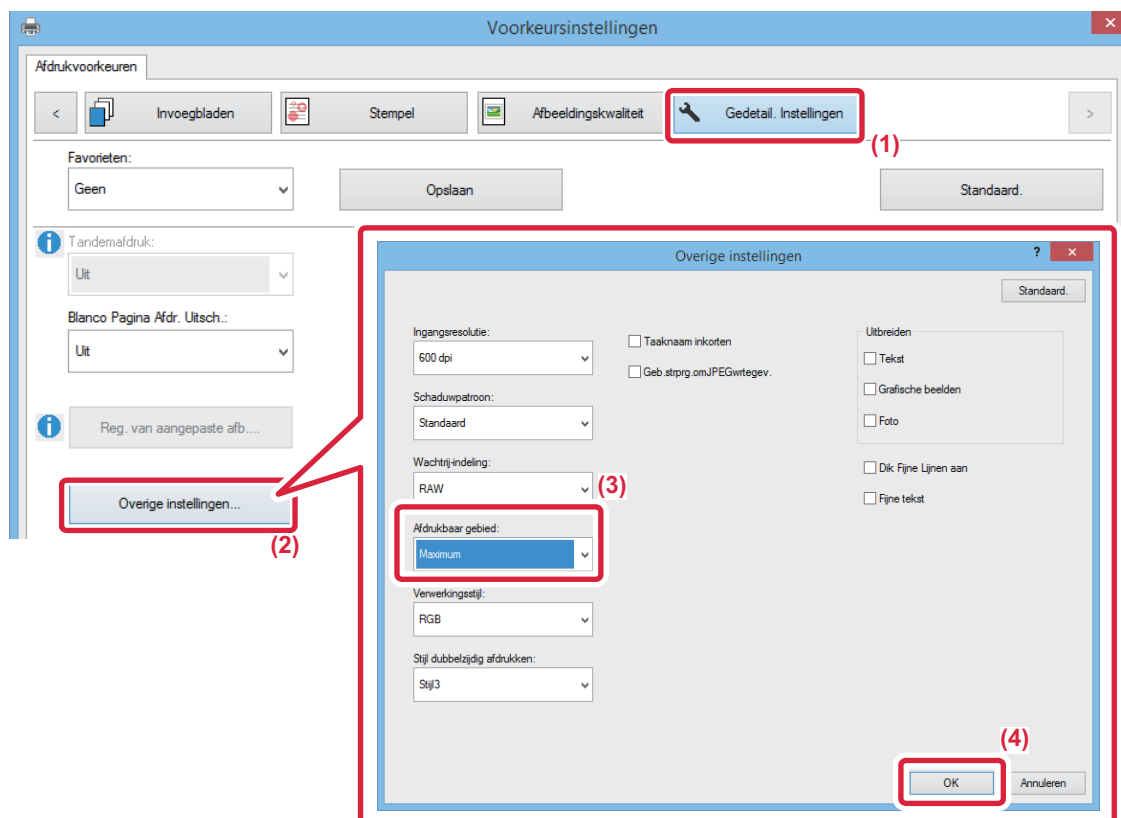 Voorkeursinstellingen
Afdrukvoorkeuren
< Invoegbladen Stempel Afbeeldingskwaliteit Gedetail. Instellingen >
(1)
Favorieten:
Geen Opslaan Standaard.
Tandemafdruk:
Uit
Blanco Pagina Afdr. Uitsch.:
Uit
Reg. van aangepaste afb....
Overige instellingen...
(2)
Overige instellingen ?
Standaard.
Ingangsresolutie:
600 dpi
Schaduwpatroon:
Standaard
Wachtrij-indeling:
RAW
(3)
Afdrukbaar gebied:
Maximum
Verwerkingsstijl:
RGB
Stijl dubbelzijdig afdrukken:
Stijl3
Taaknaam inkorten
Geb.strprg.omJPEGwrtegev.
Uitbreiden
Tekst
Grafische beelden
Foto
Dik Fijne Lijnen aan
Fijne tekst
(4)
OK Annuleren